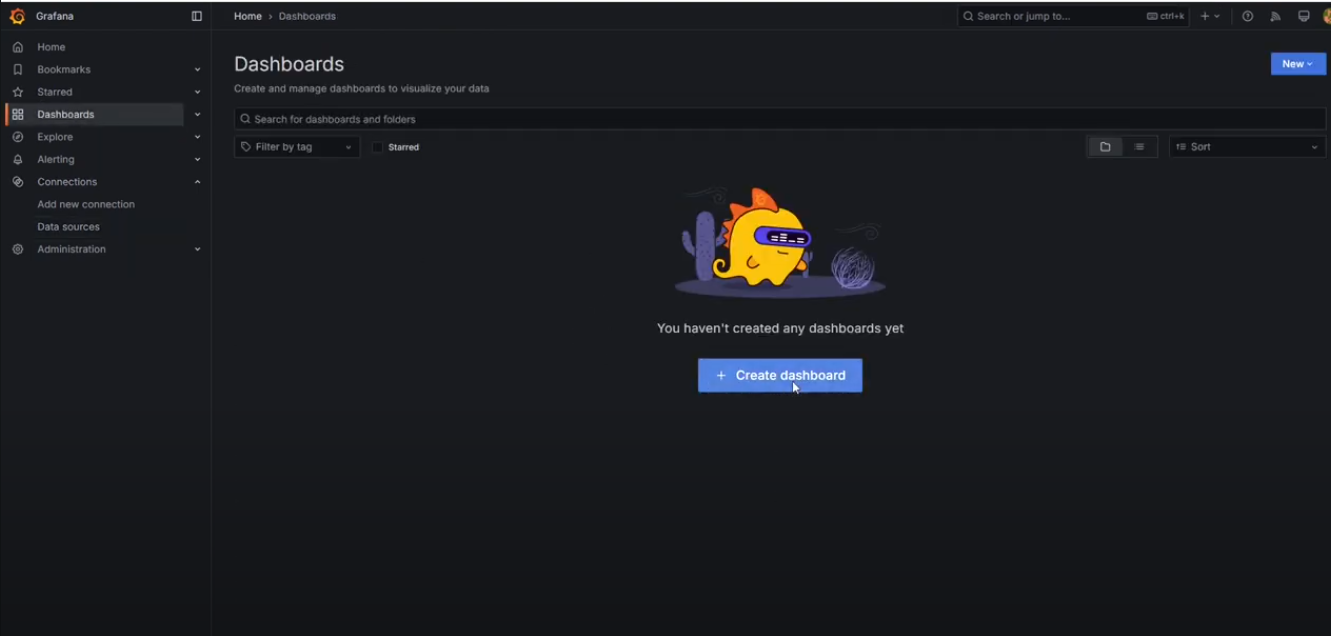 Grafana
Home › Dashboards
Search or jump to...
ctrl+k
Home
Bookmarks
Starred
Dashboards
Explore
Alerting
Connections
Add new connection
Data sources
Administration
Dashboards
New
Create and manage dashboards to visualize your data
Search for dashboards and folders
Filter by tag
Starred
Sort
You haven't created any dashboards yet
+ Create dashboard